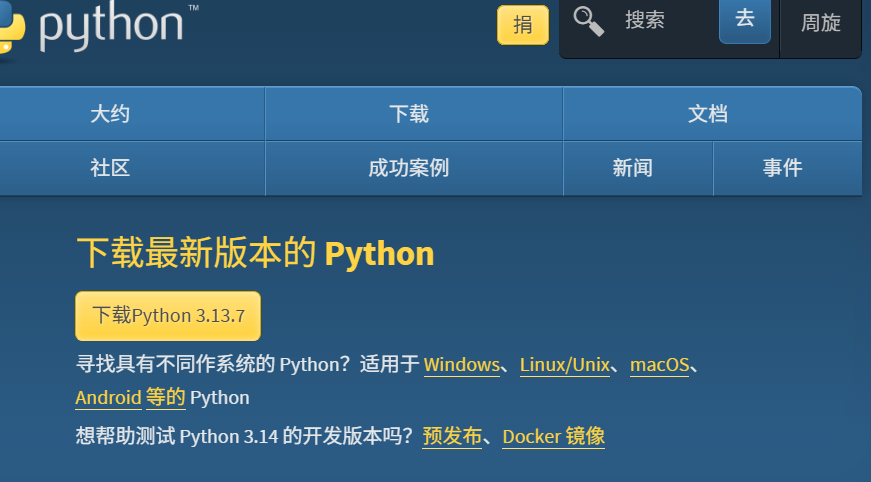 python™
捐
搜索
去
周旋
大约
下载
文档
社区
成功案例
新闻
事件
下载最新版本的 Python
下载Python 3.13.7
寻找具有不同作系统的 Python？适用于 Windows、Linux/Unix、macOS、
Android 等的 Python
想帮助测试 Python 3.14 的开发版本吗？预发布、Docker 镜像